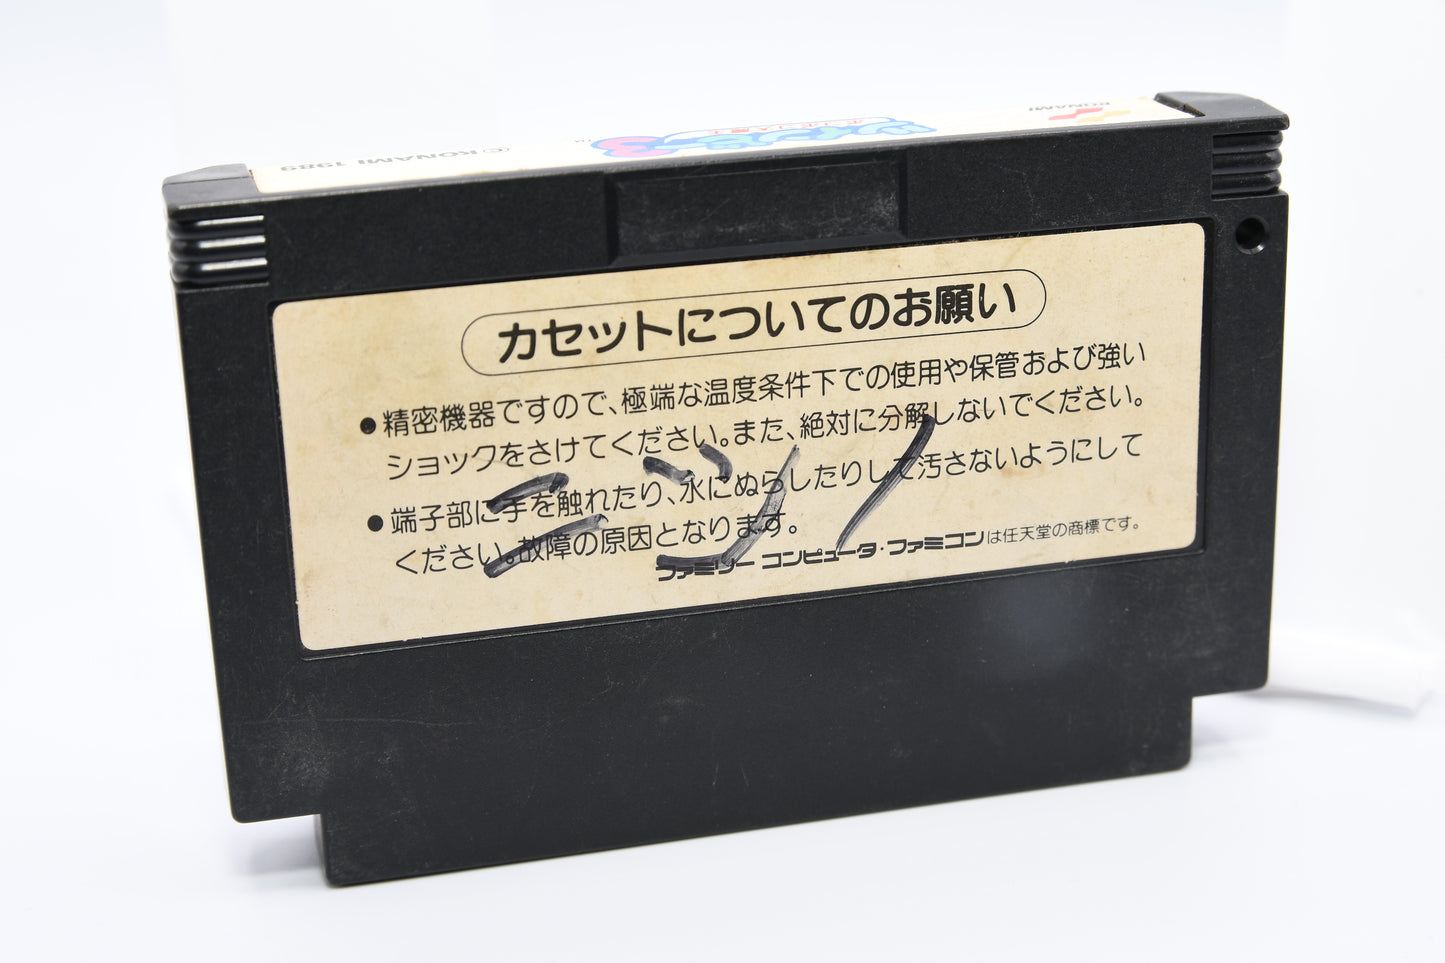 KONAMI
ツインビー3
©KONAMI 1989
カセットについてのお願い
●精密機器ですので、極端な温度条件下での使用や保管および強い
ショックをさけてください。また、絶対に分解しないでください。
●端子部に手を触れたり、水にぬらしたりして汚さないようにして
ください。故障の原因となります。
ファミリー コンピュータ・ファミコンは任天堂の商標です。
ミソノ